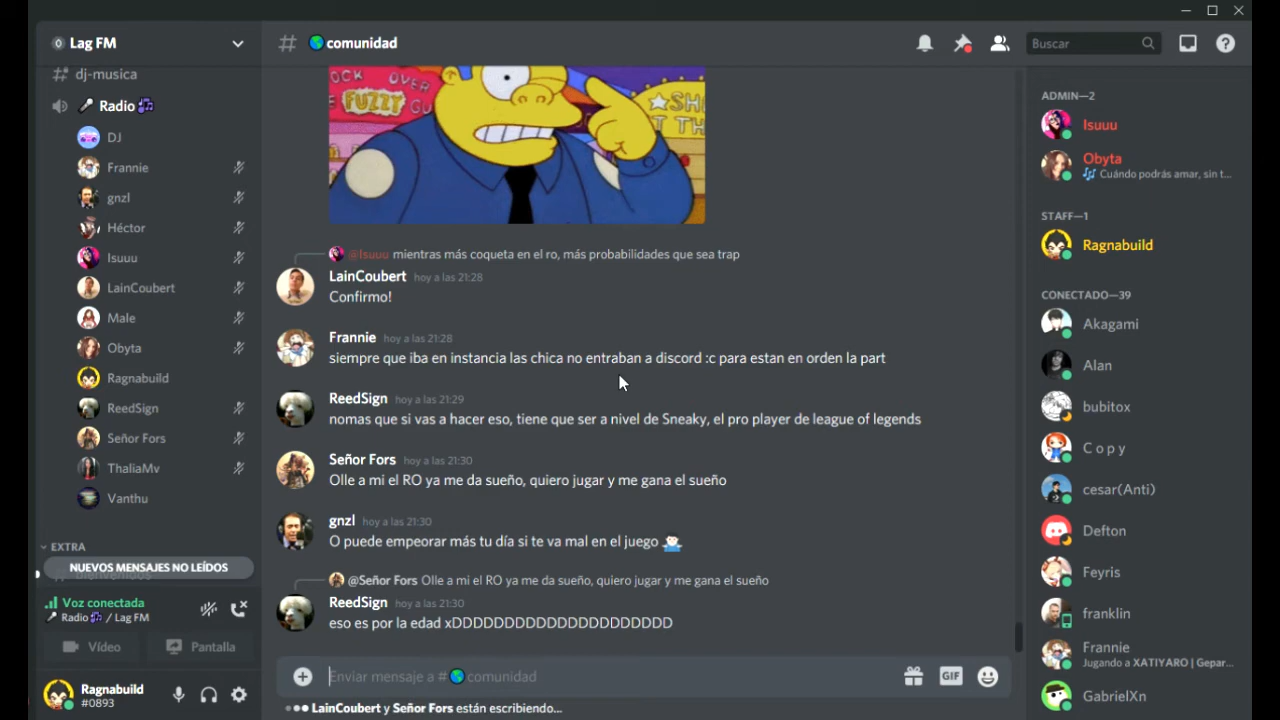 Lag FM
dj-musica
Radio
DJ
Frannie
gnzl
Héctor
Isuuu
LainCoubert
Male
Obyta
Ragnabuild
ReedSign
Señor Fors
ThaliaMv
Vanthu
EXTRA
NUEVOS MENSAJES NO LEÍDOS
Voz conectada
Radio / Lag FM
Vídeo
Pantalla
Ragnabuild
#0893
# comunidad
Buscar
OCK OVER
FUZZY
@Isuuu mientras más coqueta en el ro, más probabilidades que sea trap
LainCoubert hoy a las 21:28
Confirmo!
Frannie hoy a las 21:28
siempre que iba en instancia las chica no entraban a discord :c para estan en orden la part
ReedSign hoy a las 21:29
nomas que si vas a hacer eso, tiene que ser a nivel de Sneaky, el pro player de league of legends
Señor Fors hoy a las 21:30
Olle a mi el RO ya me da sueño, quiero jugar y me gana el sueño
gnzl hoy a las 21:30
O puede empeorar más tu día si te va mal en el juego
@Señor Fors Olle a mi el RO ya me da sueño, quiero jugar y me gana el sueño
ReedSign hoy a las 21:30
eso es por la edad xDDDDDDDDDDDDDDDDDDDDD
Enviar mensaje a # comunidad
GIF
LainCoubert y Señor Fors están escribiendo...
ADMIN—2
Isuuu
Obyta
Cuándo podrás amar, sin t...
STAFF—1
Ragnabuild
CONECTADO—39
Akagami
Alan
bubitox
C o p y
cesar(Anti)
Defton
Feyris
franklin
Frannie
Jugando a XATIYARO | Gepar...
GabrielXn